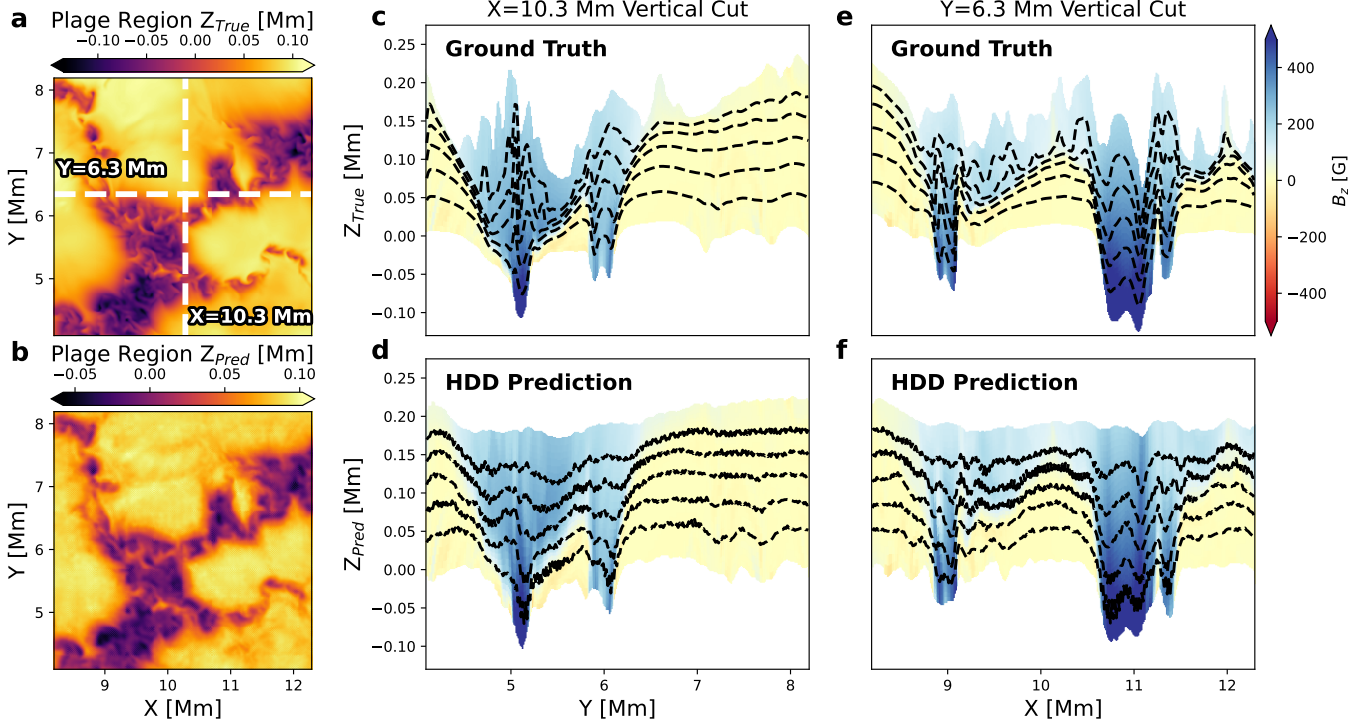 a
Plage Region Z_True [Mm]
−0.10 −0.05 0.00 0.05 0.10
8
7
6
5
Y [Mm]
Y=6.3 Mm
X=10.3 Mm
b
Plage Region Z_Pred [Mm]
−0.05 0.00 0.05 0.10
8
7
6
5
Y [Mm]
9 10 11 12
X [Mm]
c
X=10.3 Mm Vertical Cut
Ground Truth
0.25
0.20
0.15
0.10
0.05
0.00
−0.05
−0.10
Z_True [Mm]
d
HDD Prediction
0.25
0.20
0.15
0.10
0.05
0.00
−0.05
−0.10
Z_Pred [Mm]
5 6 7 8
Y [Mm]
e
Y=6.3 Mm Vertical Cut
Ground Truth
400
200
0
−200
−400
B_z [G]
f
HDD Prediction
9 10 11 12
X [Mm]